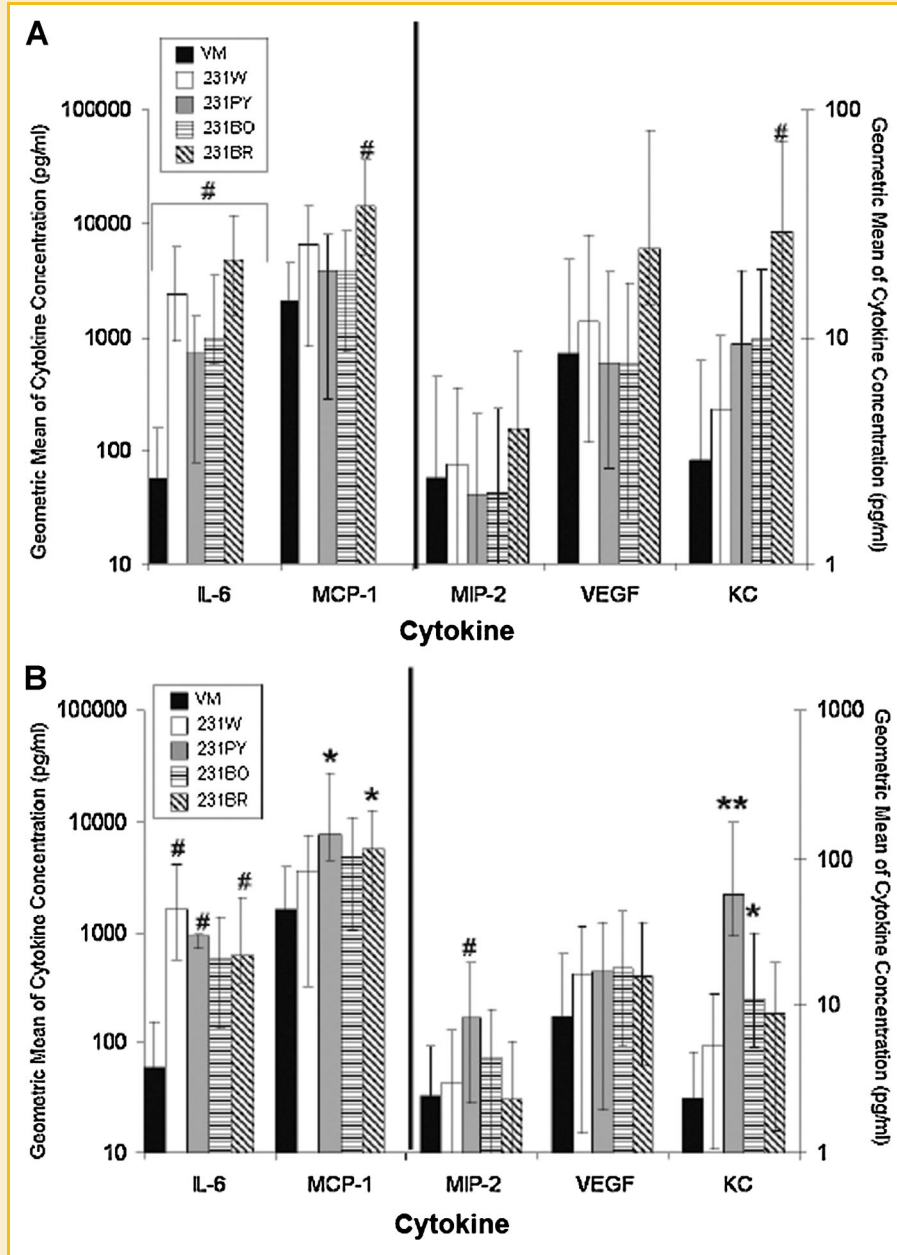 A
VM
231W
231PY
231BO
231BR
Geometric Mean of Cytokine Concentration (pg/ml)
100000
10000
1000
100
10
#
#
#
100
10
1
Geometric Mean of Cytokine Concentration (pg/ml)
IL-6 MCP-1 MIP-2 VEGF KC
Cytokine
B
VM
231W
231PY
231BO
231BR
Geometric Mean of Cytokine Concentration (pg/ml)
100000
10000
1000
100
10
#
#
#
*
*
#
**
*
1000
100
10
1
Geometric Mean of Cytokine Concentration (pg/ml)
IL-6 MCP-1 MIP-2 VEGF KC
Cytokine